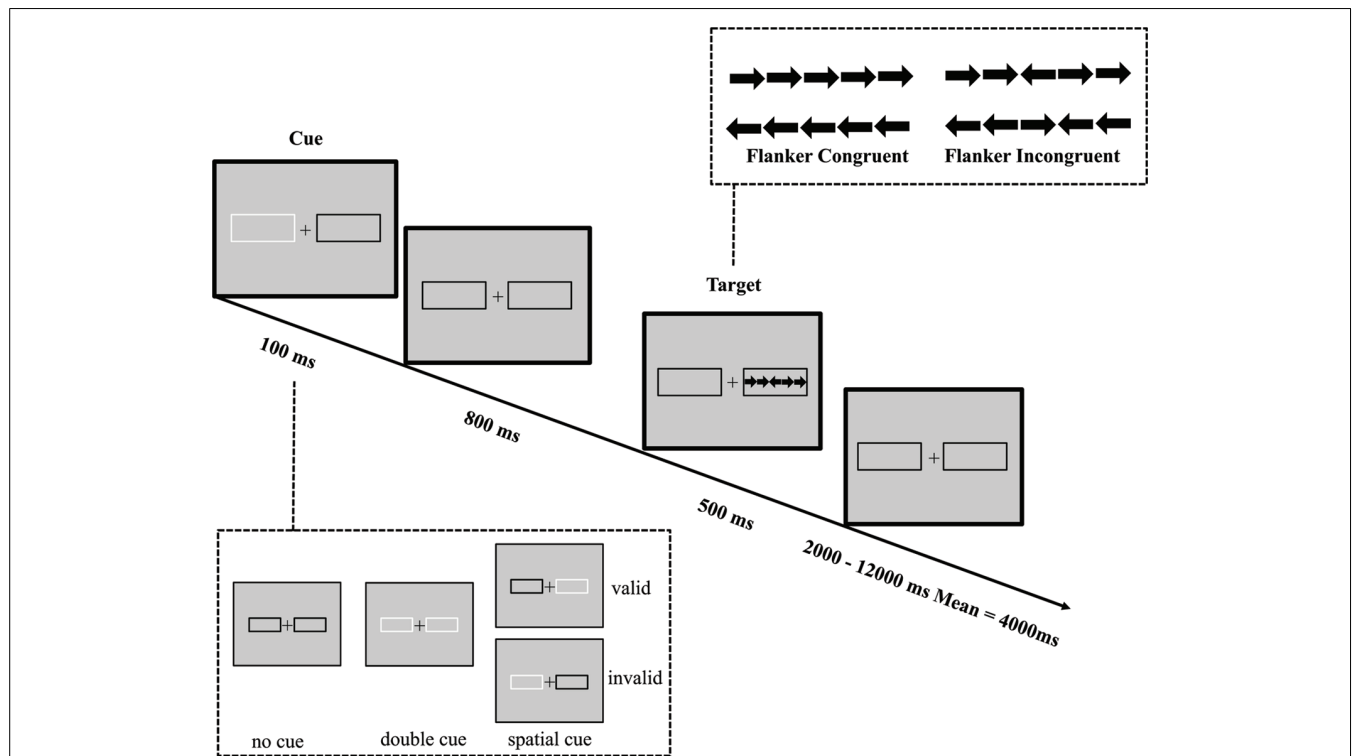 Flanker Congruent
Flanker Incongruent
Cue
+
+
Target
+
+
100 ms
800 ms
500 ms
2000 - 12000 ms Mean = 4000ms
+
+
+
valid
+
invalid
no cue
double cue
spatial cue